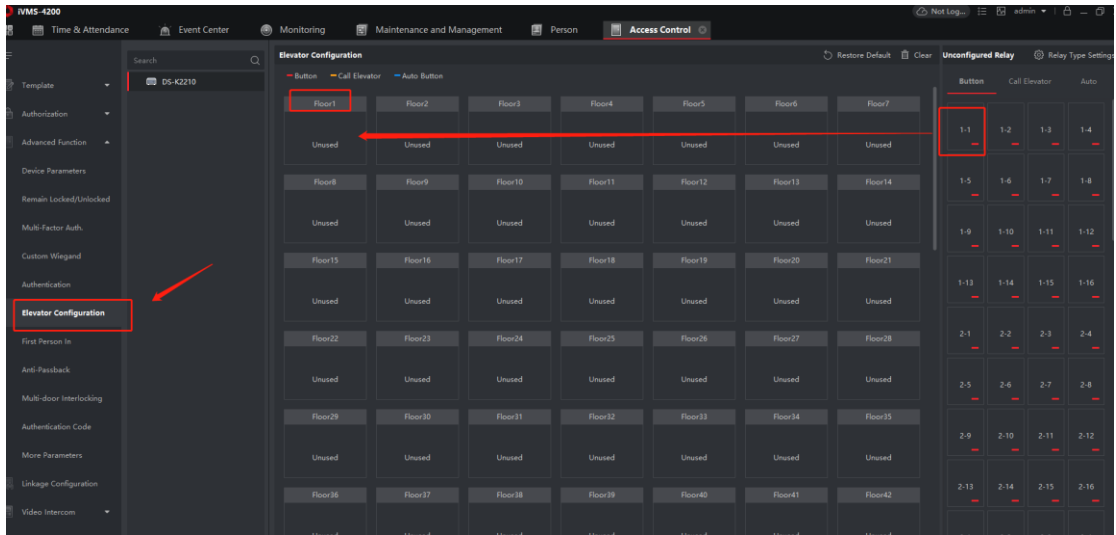 iVMS-4200
Not Log... admin
Time & Attendance Event Center Monitoring Maintenance and Management Person Access Control
Template
Authorization
Advanced Function
Device Parameters
Remain Locked/Unlocked
Multi-Factor Auth.
Custom Wiegand
Authentication
Elevator Configuration
First Person In
Anti-Passback
Multi-door Interlocking
Authentication Code
More Parameters
Linkage Configuration
Video Intercom
Search
DS-K2210
Elevator Configuration Restore Default Clear
Button Call Elevator Auto Button
Floor1 Floor2 Floor3 Floor4 Floor5 Floor6 Floor7
Unused Unused Unused Unused Unused Unused Unused
Floor8 Floor9 Floor10 Floor11 Floor12 Floor13 Floor14
Unused Unused Unused Unused Unused Unused Unused
Floor15 Floor16 Floor17 Floor18 Floor19 Floor20 Floor21
Unused Unused Unused Unused Unused Unused Unused
Floor22 Floor23 Floor24 Floor25 Floor26 Floor27 Floor28
Unused Unused Unused Unused Unused Unused Unused
Floor29 Floor30 Floor31 Floor32 Floor33 Floor34 Floor35
Unused Unused Unused Unused Unused Unused Unused
Floor36 Floor37 Floor38 Floor39 Floor40 Floor41 Floor42
Unconfigured Relay Relay Type Settings
Button Call Elevator Auto
1-1 1-2 1-3 1-4
1-5 1-6 1-7 1-8
1-9 1-10 1-11 1-12
1-13 1-14 1-15 1-16
2-1 2-2 2-3 2-4
2-5 2-6 2-7 2-8
2-9 2-10 2-11 2-12
2-13 2-14 2-15 2-16